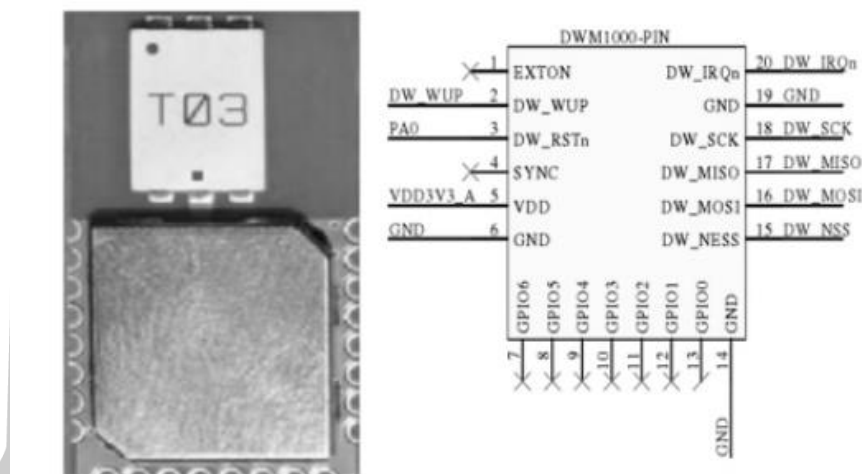 TØ3
DWM1000-PIN
1 EXTON
DW_WUP 2 DW_WUP
PA0 3 DW_RSTn
4 SYNC
VDD3V3_A 5 VDD
GND 6 GND
DW_IRQn 20 DW_IRQn
GND 19 GND
DW_SCK 18 DW_SCK
DW_MISO 17 DW_MISO
DW_MOSI 16 DW_MOSI
DW_NESS 15 DW_NSS
GPIO6 7
GPIO5 8
GPIO4 9
GPIO3 10
GPIO2 11
GPIO1 12
GPIO0 13
GND 14 GND